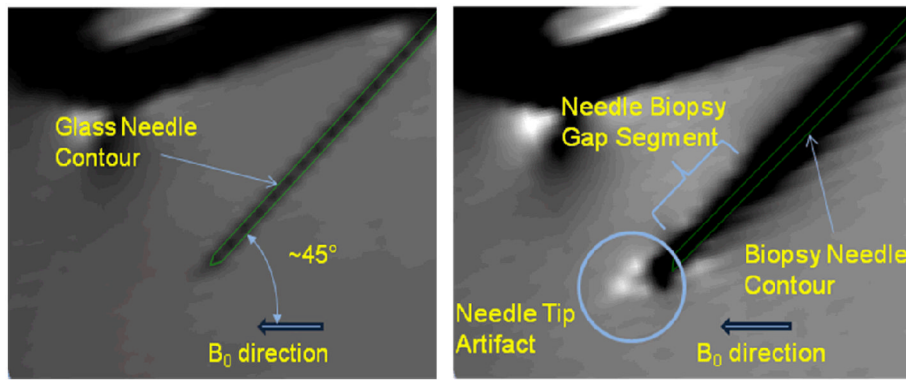 Glass Needle
Contour
~45°
B₀ direction
Needle Biopsy
Gap Segment
Biopsy Needle
Contour
Needle Tip
Artifact
B₀ direction